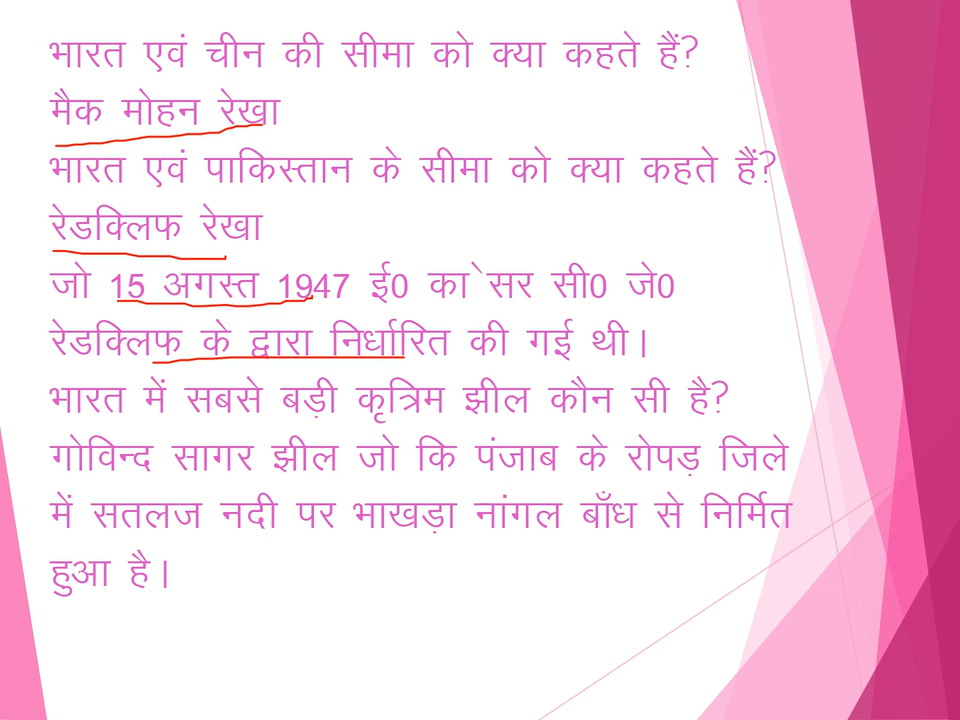 भारत एवं चीन की सीमा को क्या कहते हैं?
मैक मोहन रेखा
भारत एवं पाकिस्तान के सीमा को क्या कहते हैं?
रेडक्लिफ रेखा
जो 15 अगस्त 1947 ई0 काे सर सी0 जे0
रेडक्लिफ के द्वारा निर्धारित की गई थी।
भारत में सबसे बड़ी कृत्रिम झील कौन सी है?
गोविन्द सागर झील जो कि पंजाब के रोपड़ जिले
में सतलज नदी पर भाखड़ा नांगल बाँध से निर्मित
हुआ है।